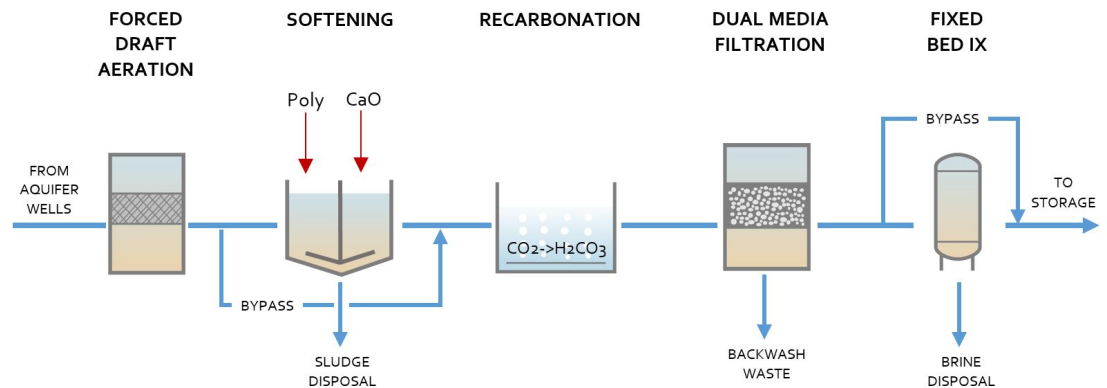 FORCED
DRAFT
AERATION
SOFTENING
RECARBONATION
DUAL MEDIA
FILTRATION
FIXED
BED IX
Poly
CaO
BYPASS
FROM
AQUIFER
WELLS
TO
STORAGE
CO2->H2CO3
BYPASS
SLUDGE
DISPOSAL
BACKWASH
WASTE
BRINE
DISPOSAL